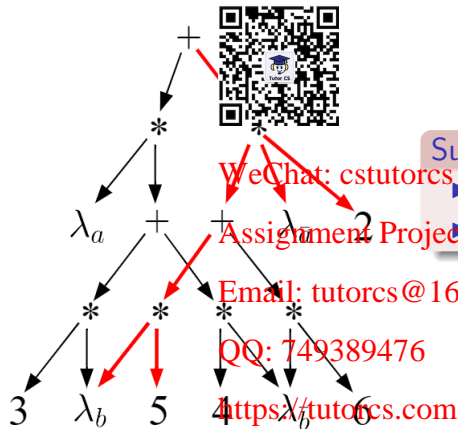 +
Tutor CS
* *
Su
WeChat: cstutorcs
λa + + λā 2
Assignment Projec
* * * *
Email: tutorcs@16
QQ: 749389476
3 λb 5 4 λb̄ 6
https://tutorcs.com